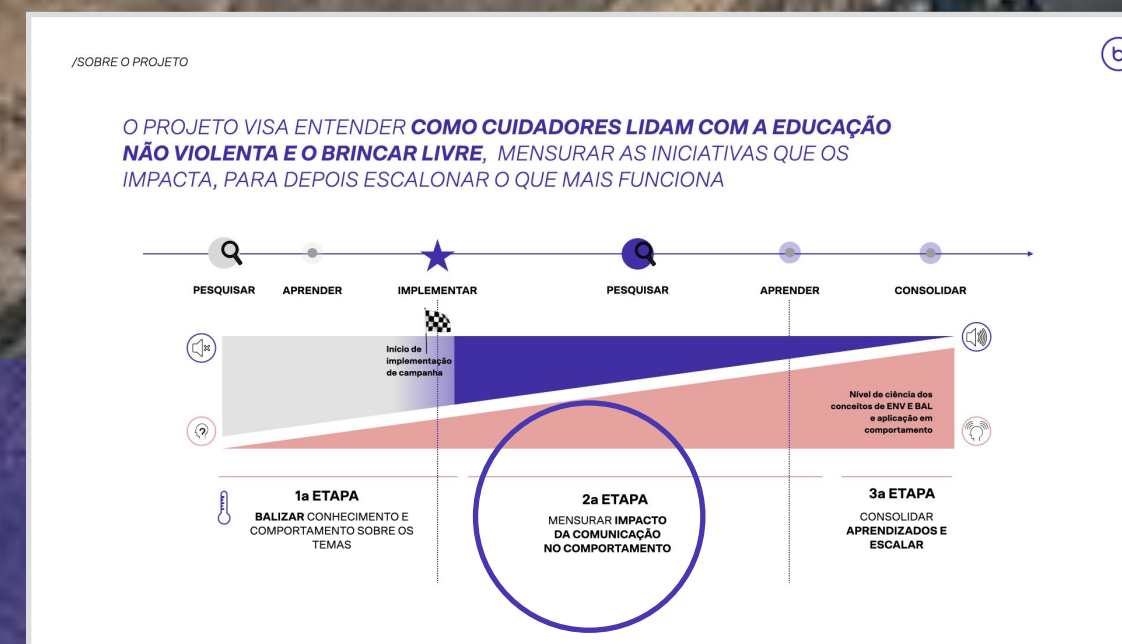 /SOBRE O PROJETO
b
O PROJETO VISA ENTENDER COMO CUIDADORES LIDAM COM A EDUCAÇÃO
NÃO VIOLENTA E O BRINCAR LIVRE, MENSURAR AS INICIATIVAS QUE OS
IMPACTA, PARA DEPOIS ESCALONAR O QUE MAIS FUNCIONA
PESQUISAR APRENDER IMPLEMENTAR PESQUISAR APRENDER CONSOLIDAR
Início de
implementação
de campanha
Nível de ciência dos
conceitos de ENV E BAL
e aplicação em
comportamento
1a ETAPA
BALIZAR CONHECIMENTO E
COMPORTAMENTO SOBRE OS
TEMAS
2a ETAPA
MENSURAR IMPACTO
DA COMUNICAÇÃO
NO COMPORTAMENTO
3a ETAPA
CONSOLIDAR
APRENDIZADOS E
ESCALAR